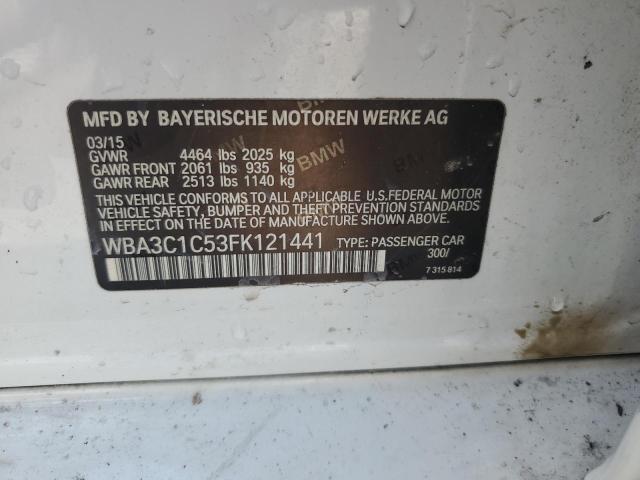 MFD BY BAYERISCHE MOTOREN WERKE AG
03/15
GVWR 4464 lbs 2025 kg
GAWR FRONT 2061 lbs 935 kg
GAWR REAR 2513 lbs 1140 kg
THIS VEHICLE CONFORMS TO ALL APPLICABLE U.S.FEDERAL MOTOR
VEHICLE SAFETY, BUMPER AND THEFT PREVENTION STANDARDS
IN EFFECT ON THE DATE OF MANUFACTURE SHOWN ABOVE.
WBA3C1C53FK121441 TYPE: PASSENGER CAR
300/
7 315 814
BMW
BMW